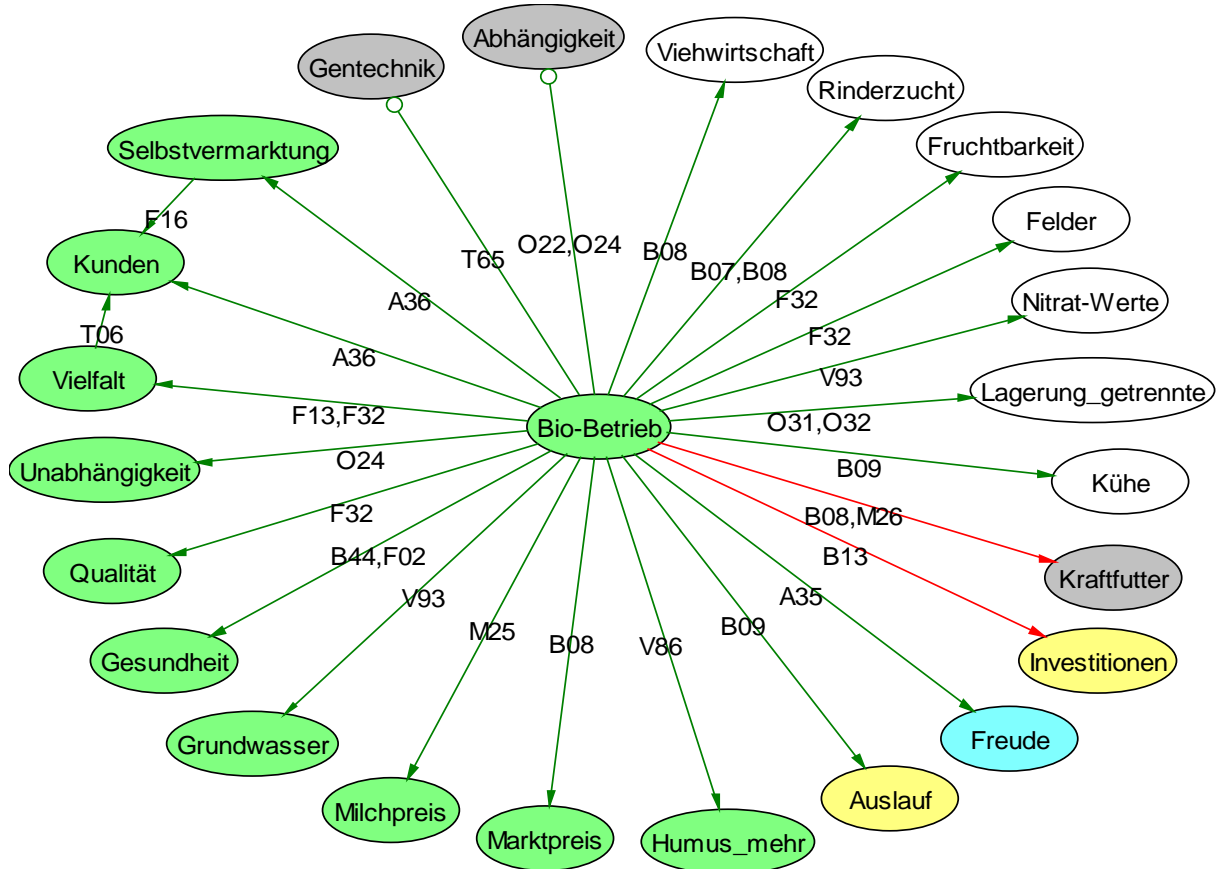 Abhängigkeit
Viehwirtschaft
Gentechnik
Rinderzucht
Selbstvermarktung
Fruchtbarkeit
F16
Felder
Kunden
T65
O22,O24
B08
B07,B08
A36
F32
Nitrat-Werte
T06
A36
F32
V93
Vielfalt
F13,F32
Bio-Betrieb
O31,O32
Lagerung_getrennte
Unabhängigkeit
O24
B09
Kühe
F32
B08,M26
Qualität
B44,F02
B13
Kraftfutter
V93
M25
B08
V86
B09
A35
Gesundheit
Investitionen
Grundwasser
Freude
Milchpreis
Marktpreis
Humus_mehr
Auslauf